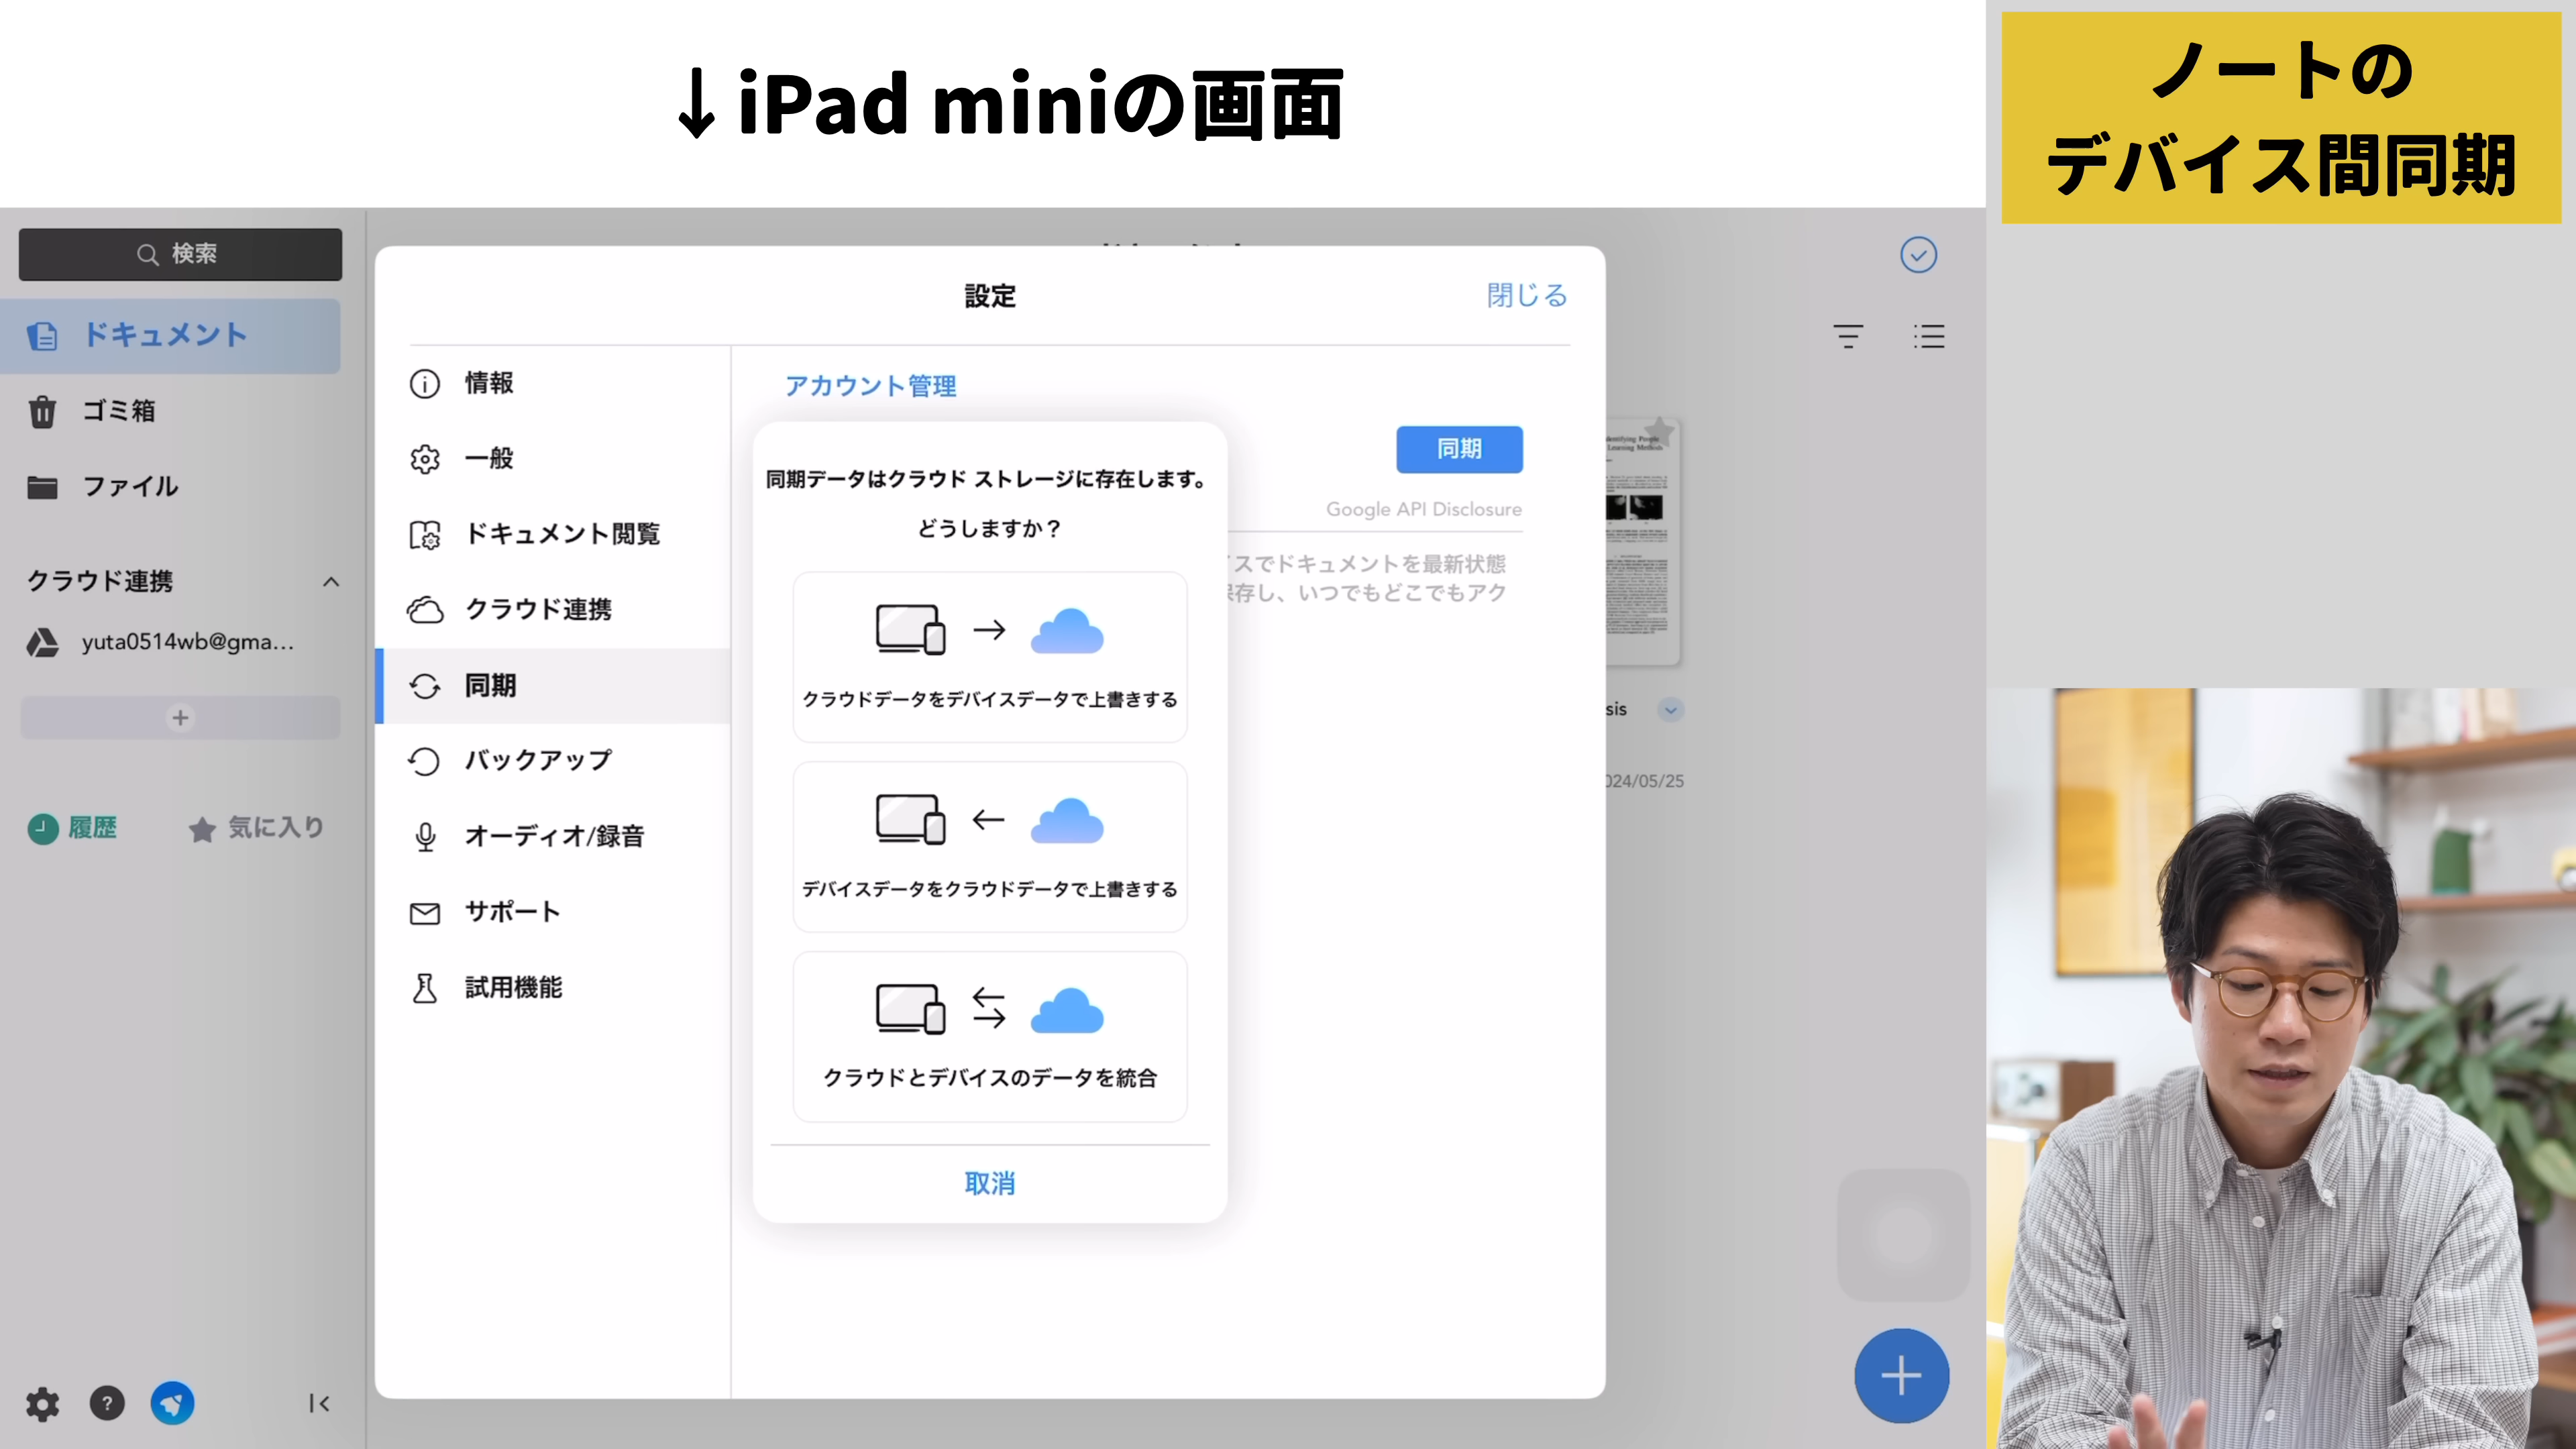 ↓iPad miniの画面
ノートの
デバイス間同期
検索
ドキュメント
ゴミ箱
ファイル
クラウド連携
yuta0514wb@gma...
履歴
気に入り
設定
閉じる
情報
一般
ドキュメント閲覧
クラウド連携
同期
バックアップ
オーディオ/録音
サポート
試用機能
アカウント管理
同期
Google API Disclosure
スでドキュメントを最新状態
存し、いつでもどこでもアク
同期データはクラウド ストレージに存在します。
どうしますか？
クラウドデータをデバイスデータで上書きする
デバイスデータをクラウドデータで上書きする
クラウドとデバイスのデータを統合
取消
sis
024/05/25